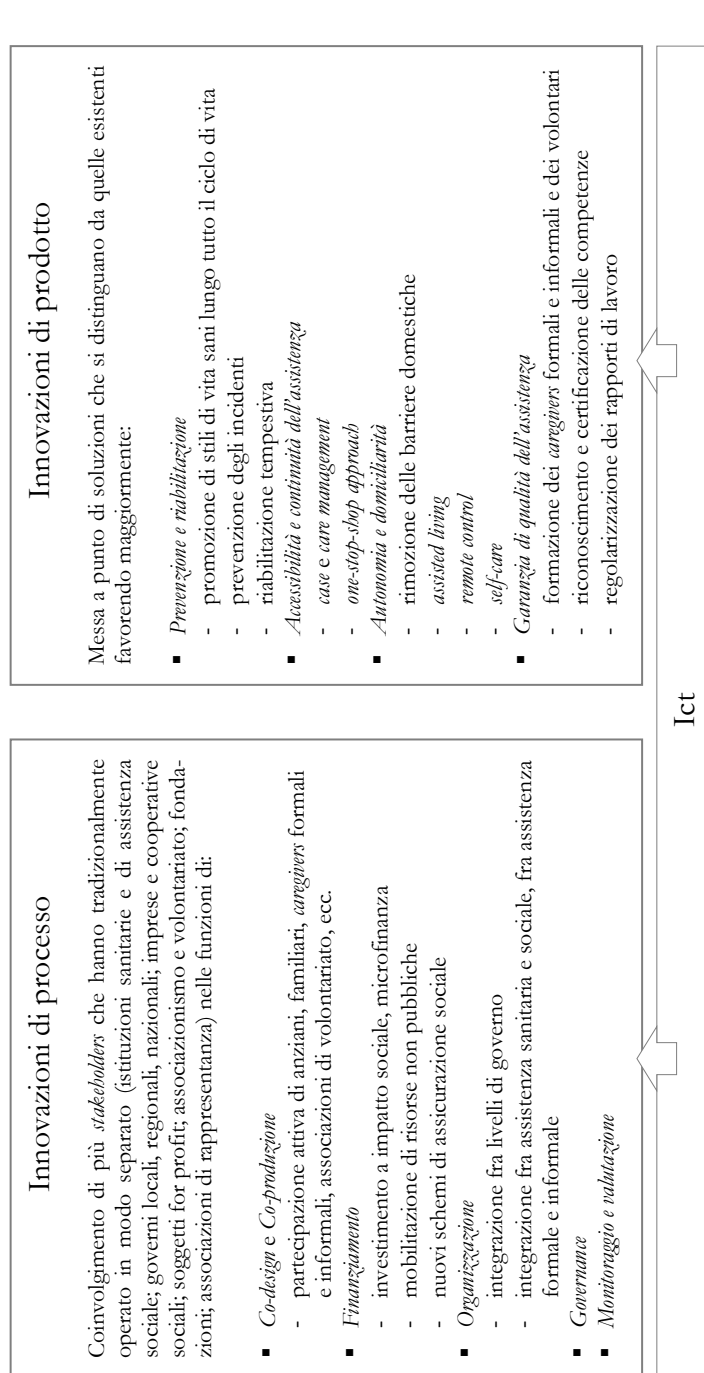 Innovazioni di processo
Coinvolgimento di più stakeholders che hanno tradizionalmente
operato in modo separato (istituzioni sanitarie e di assistenza
sociale; governi locali, regionali, nazionali; imprese e cooperative
sociali; soggetti for profit; associazionismo e volontariato; fonda-
zioni; associazioni di rappresentanza) nelle funzioni di:
▪ Co-design e Co-produzione
- partecipazione attiva di anziani, familiari, caregivers formali
e informali, associazioni di volontariato, ecc.
▪ Finanziamento
- investimento a impatto sociale, microfinanza
- mobilitazione di risorse non pubbliche
- nuovi schemi di assicurazione sociale
▪ Organizzazione
- integrazione fra livelli di governo
- integrazione fra assistenza sanitaria e sociale, fra assistenza
formale e informale
▪ Governance
▪ Monitoraggio e valutazione
Innovazioni di prodotto
Messa a punto di soluzioni che si distinguano da quelle esistenti
favorendo maggiormente:
▪ Prevenzione e riabilitazione
- promozione di stili di vita sani lungo tutto il ciclo di vita
- prevenzione degli incidenti
- riabilitazione tempestiva
▪ Accessibilità e continuità dell'assistenza
- case e care management
- one-stop-shop approach
▪ Autonomia e domiciliarità
- rimozione delle barriere domestiche
- assisted living
- remote control
- self-care
▪ Garanzia di qualità dell'assistenza
- formazione dei caregivers formali e informali e dei volontari
- riconoscimento e certificazione delle competenze
- regolarizzazione dei rapporti di lavoro
Ict